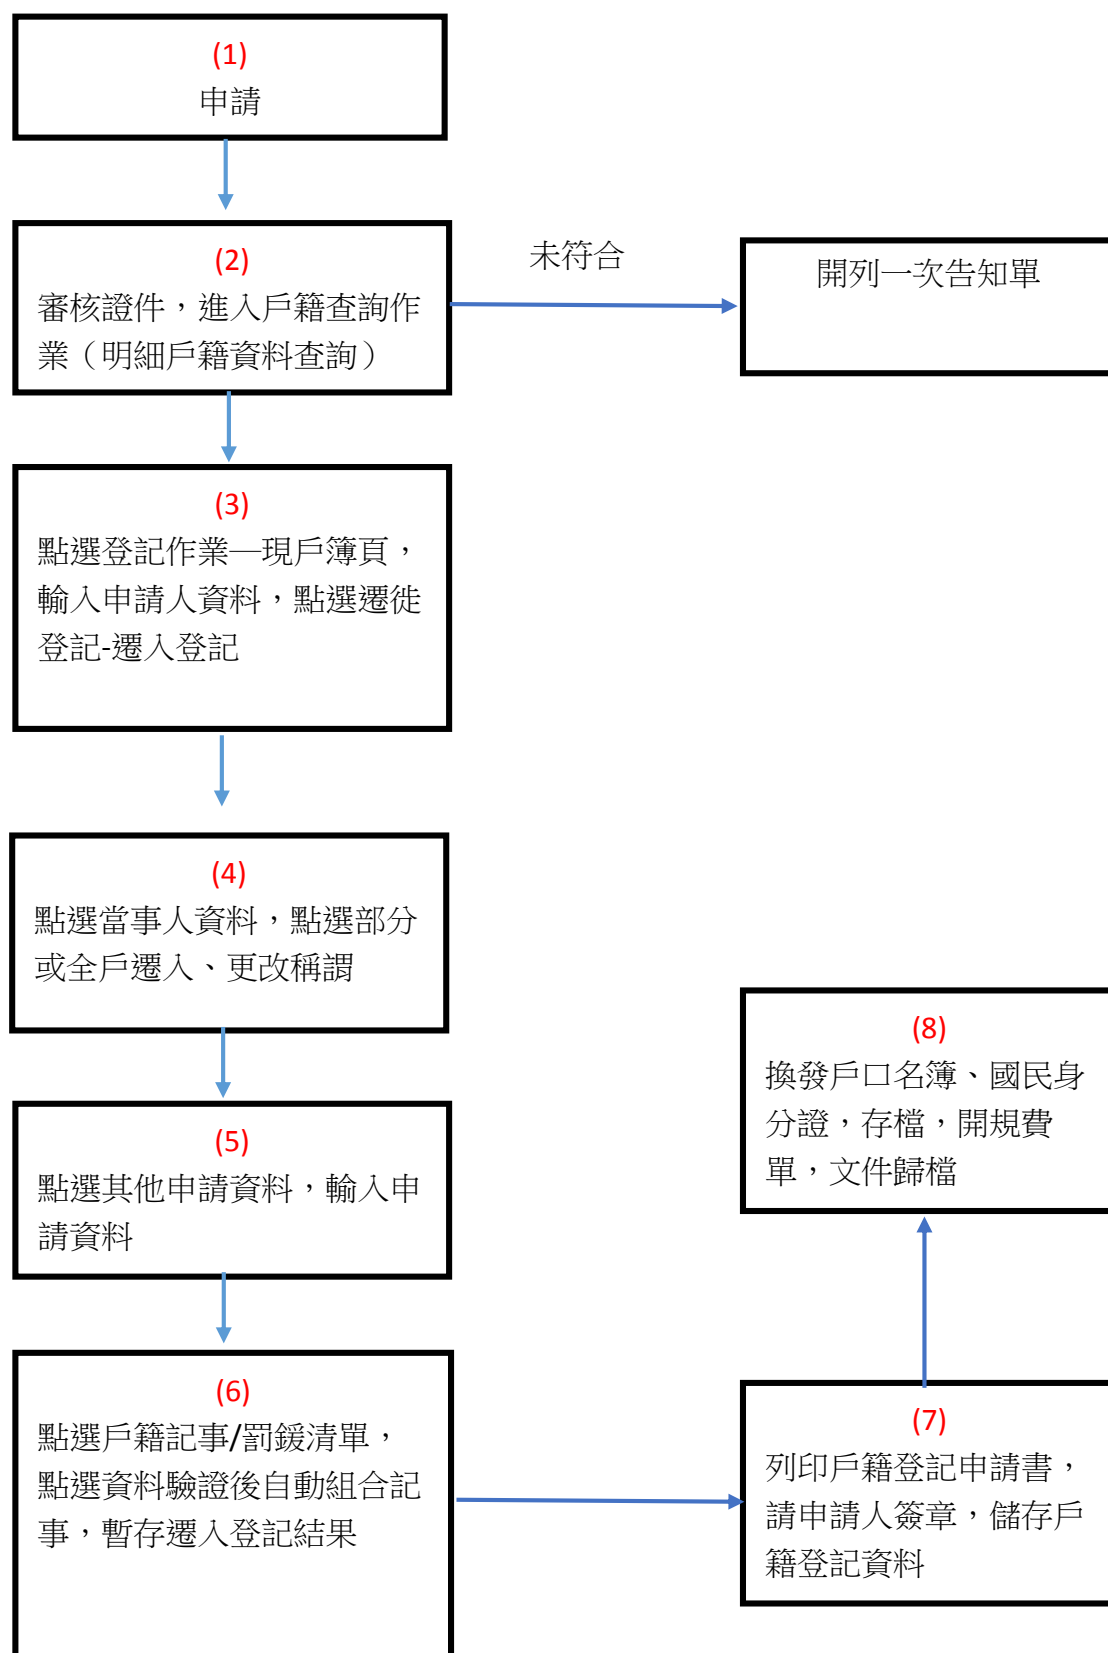 (1)
申請
(2)
審核證件，進入戶籍查詢作
業（明細戶籍資料查詢）
未符合
開列一次告知單
(3)
點選登記作業─現戶簿頁，
輸入申請人資料，點選遷徙
登記-遷入登記
(4)
點選當事人資料，點選部分
或全戶遷入、更改稱謂
(5)
點選其他申請資料，輸入申
請資料
(6)
點選戶籍記事/罰鍰清單，
點選資料驗證後自動組合記
事，暫存遷入登記結果
(7)
列印戶籍登記申請書，
請申請人簽章，儲存戶
籍登記資料
(8)
換發戶口名簿、國民身
分證，存檔，開規費
單，文件歸檔